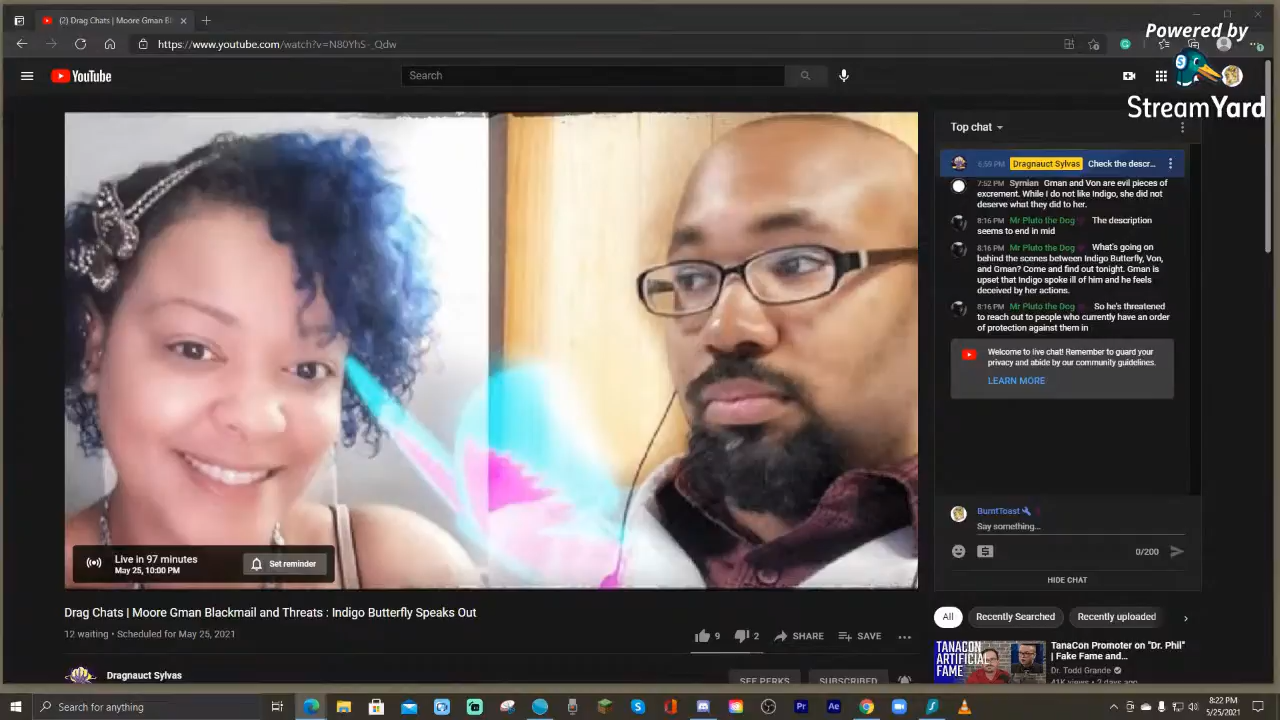 (2) Drag Chats | Moore Gman Bl
Powered by
StreamYard
https://www.youtube.com/watch?v=N80YhS-_Qdw
YouTube
Search
Top chat
6:59 PM Dragnauct Sylvas Check the descr...
7:52 PM Symian Gman and Von are evil pieces of
excrement. While I do not like Indigo, she did not
deserve what they did to her.
8:16 PM Mr Pluto the Dog The description
seems to end in mid
8:16 PM Mr Pluto the Dog What's going on
behind the scenes between Indigo Butterfly, Von,
and Gman? Come and find out tonight. Gman is
upset that Indigo spoke ill of him and he feels
deceived by her actions.
8:16 PM Mr Pluto the Dog So he's threatened
to reach out to people who currently have an order
of protection against them in
Welcome to live chat! Remember to guard your
privacy and abide by our community guidelines.
LEARN MORE
BurntToast
Say something...
0/200
HIDE CHAT
Live in 97 minutes
May 25, 10:00 PM
Set reminder
Drag Chats | Moore Gman Blackmail and Threats : Indigo Butterfly Speaks Out
12 waiting • Scheduled for May 25, 2021
9
2
SHARE
SAVE
All
Recently Searched
Recently uploaded
TANACON
ARTIFICIAL
FAME
TanaCon Promoter on "Dr. Phil"
| Fake Fame and...
Dr. Todd Grande
41K views • 2 days ago
Dragnauct Sylvas
SEE PERKS
SUBSCRIBED
Search for anything
8:22 PM
5/25/2021